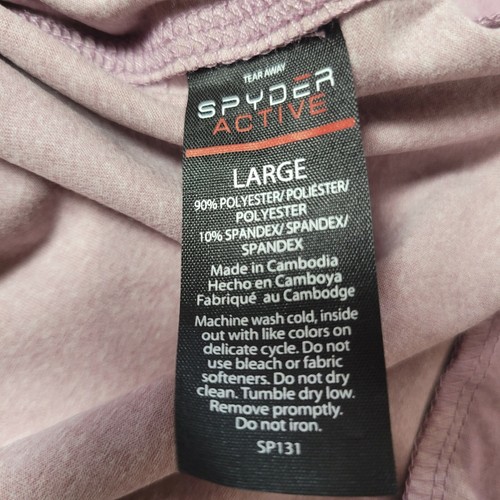 TEAR AWAY
SPYDER
ACTIVE
LARGE
90% POLYESTER/POLIÉSTER/
POLYESTER
10% SPANDEX/SPANDEX/
SPANDEX
Made in Cambodia
Hecho en Camboya
Fabriqué au Cambodge
Machine wash cold, inside
out with like colors on
delicate cycle. Do not
use bleach or fabric
softeners. Do not dry
clean. Tumble dry low.
Remove promptly.
Do not iron.
SP131